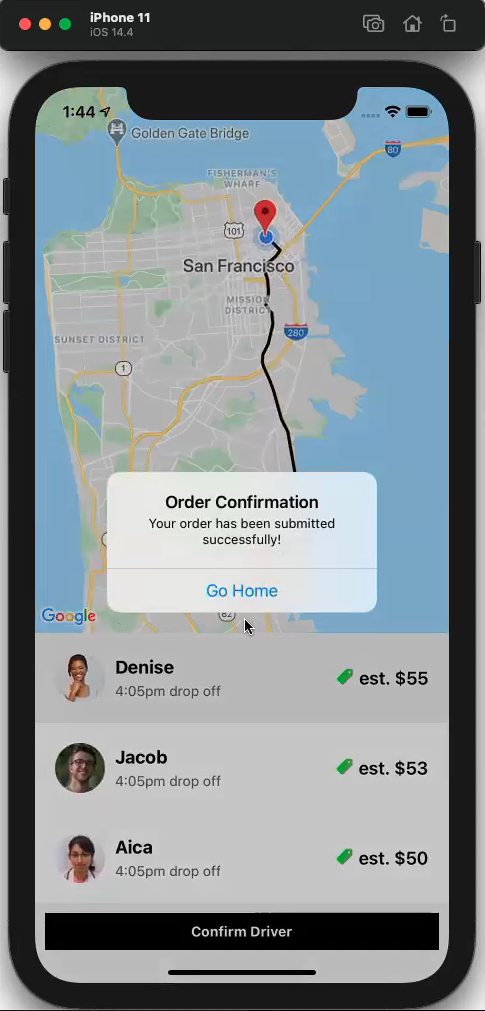 iPhone 11
iOS 14.4
1:44
Golden Gate Bridge
80
FISHERMAN'S
WHARF
101
San Francisco
MISSION
DISTRICT
280
SUNSET DISTRICT
1
Order Confirmation
Your order has been submitted
successfully!
Go Home
Google
82
Denise
4:05pm drop off
est. $55
Jacob
4:05pm drop off
est. $53
Aica
4:05pm drop off
est. $50
Confirm Driver